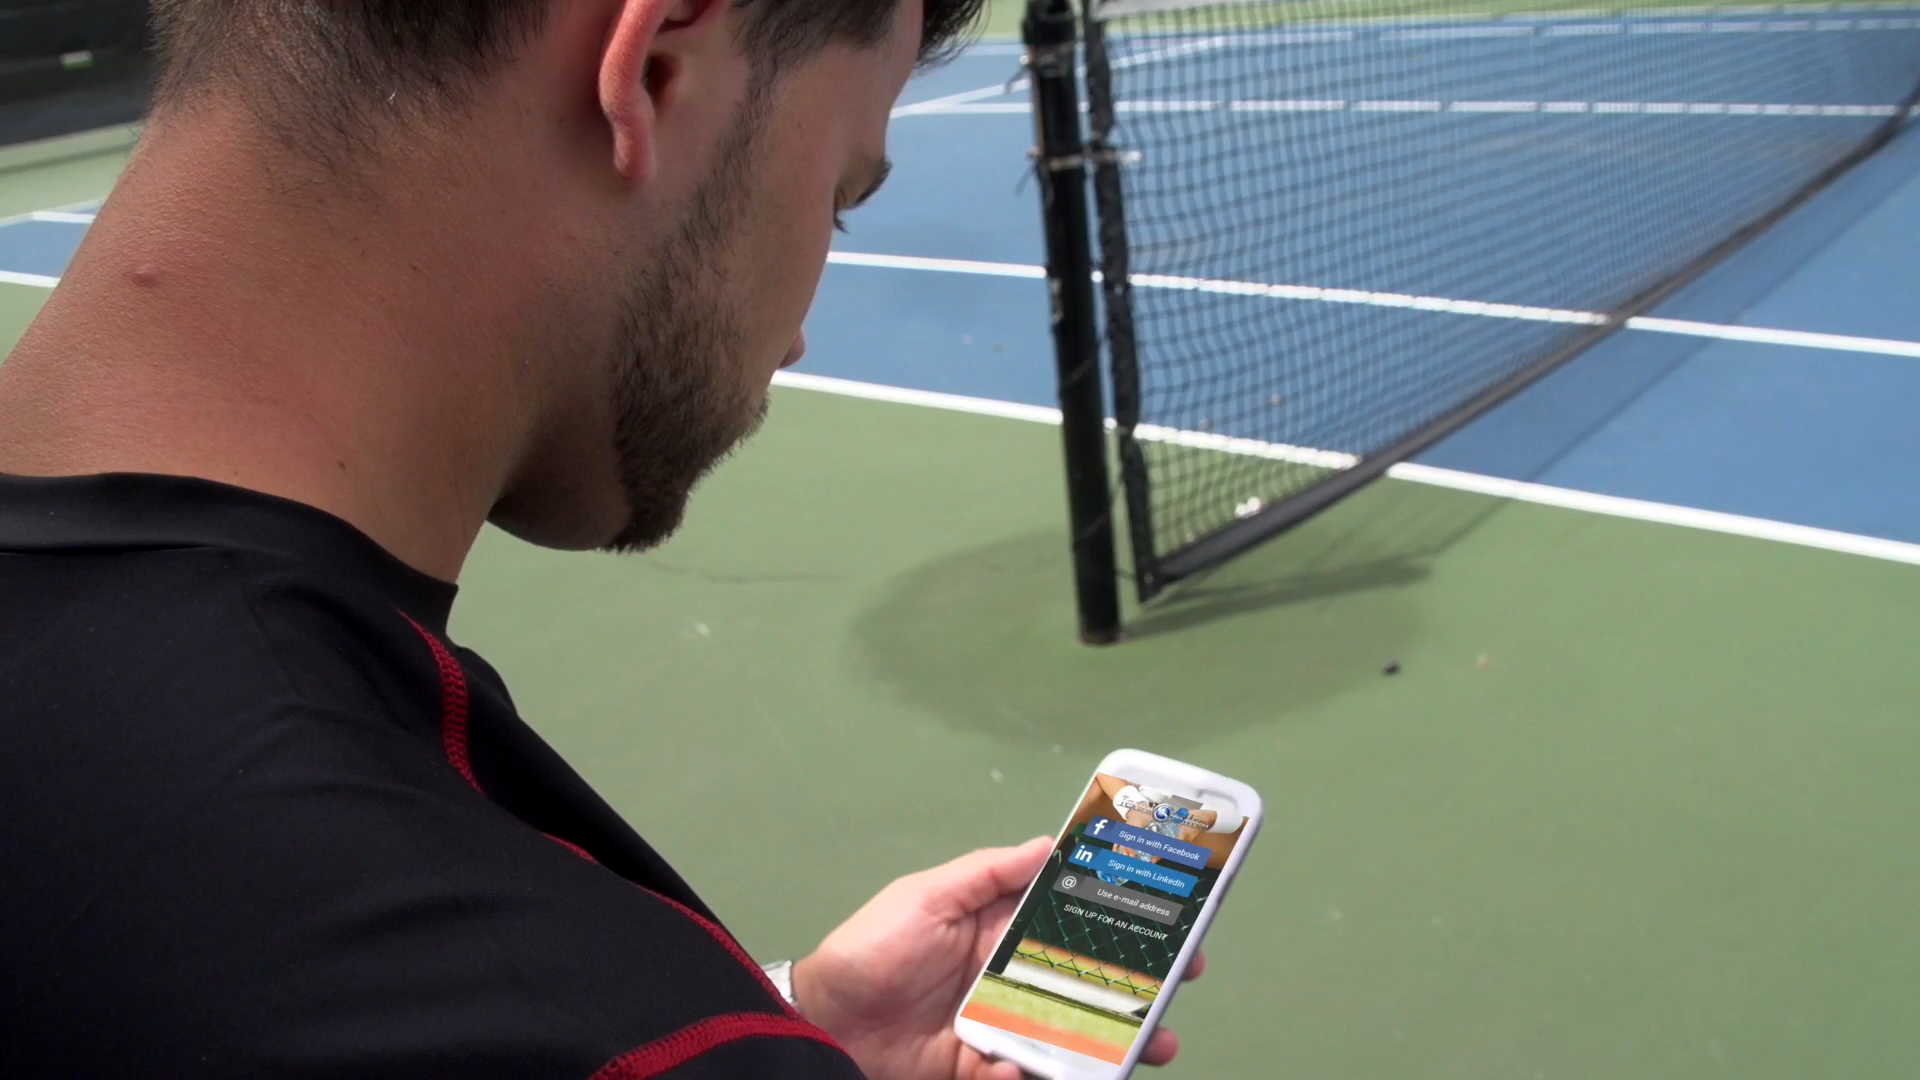 f Sign in with Facebook
in Sign in with LinkedIn
@ Use e-mail address
SIGN UP FOR AN ACCOUNT